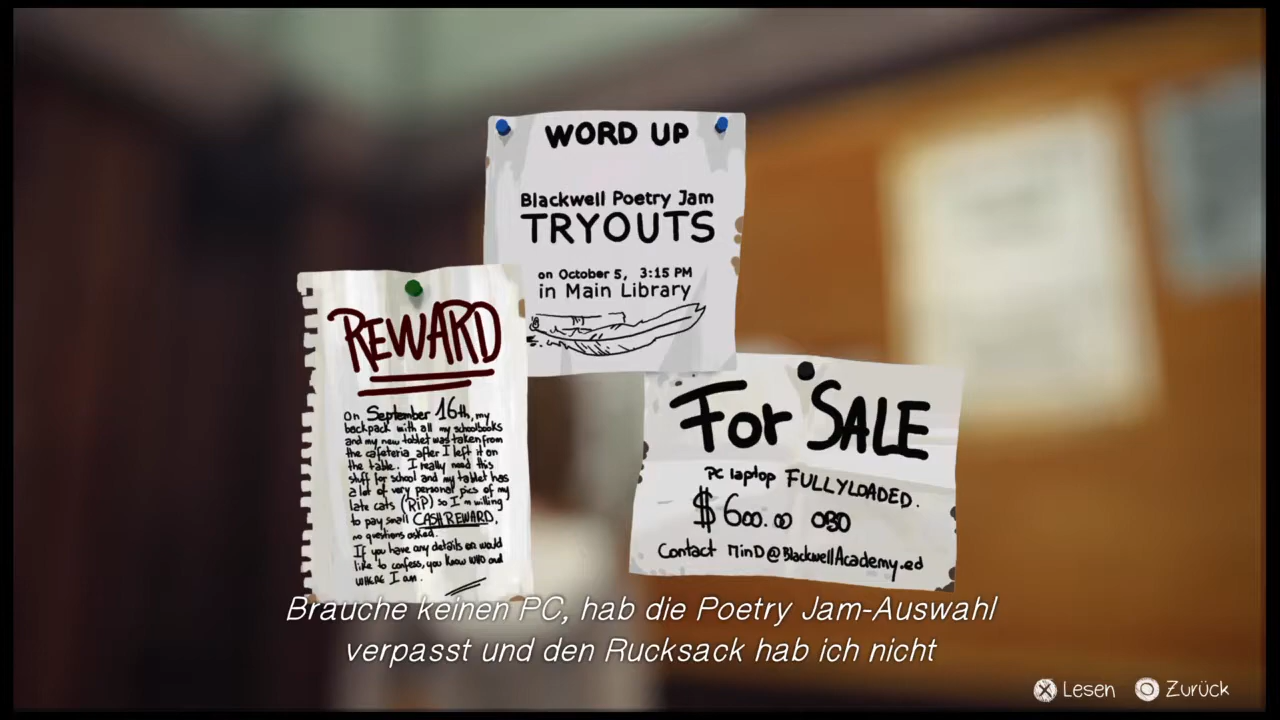 WORD UP
Blackwell Poetry Jam
TRYOUTS
on October 5, 3:15 PM
in Main Library
REWARD
On September 16th, my
backpack with all my schoolbooks
and my new tablet was taken from
the cafeteria after I left it on
the table. I really need this
stuff for school and my tablet has
a lot of very personal pics of my
late cats (RIP) so I'm willing
to pay small CASH REWARD,
no questions asked.
If you have any details or would
like to confess, you know WHO and
WHERE I am.
For SALE
PC laptop FULLYLOADED.
$600.00 OBO
Contact MinD@BlackwellAcademy.ed
Brauche keinen PC, hab die Poetry Jam-Auswahl
verpasst und den Rucksack hab ich nicht
Lesen Zurück